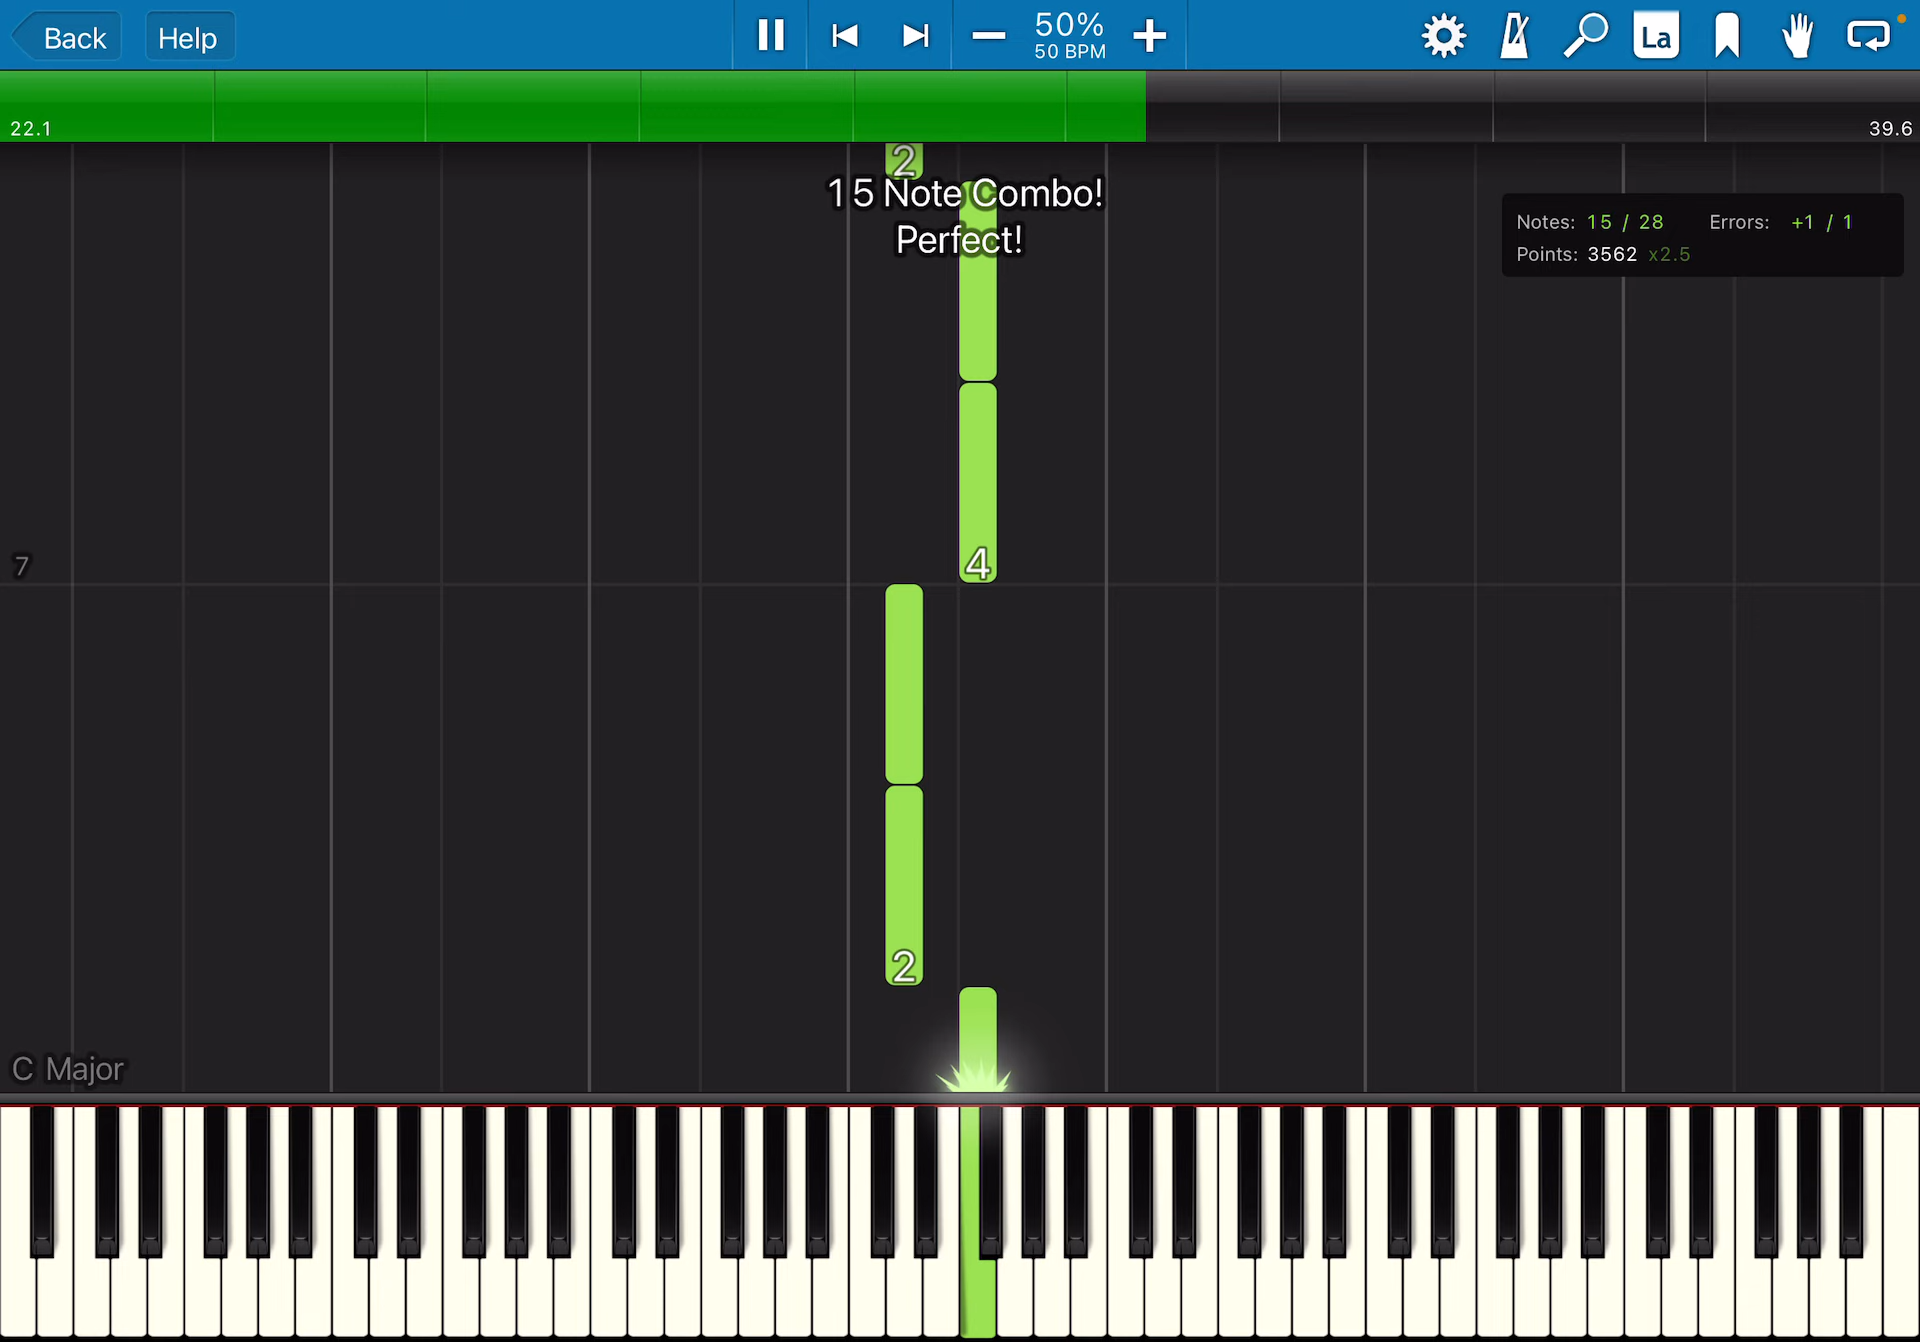 Back
Help
50%
50 BPM
La
22.1
39.6
2
15 Note Combo!
Perfect!
Notes: 15 / 28 Errors: +1 / 1
Points: 3562 x2.5
4
7
2
C Major